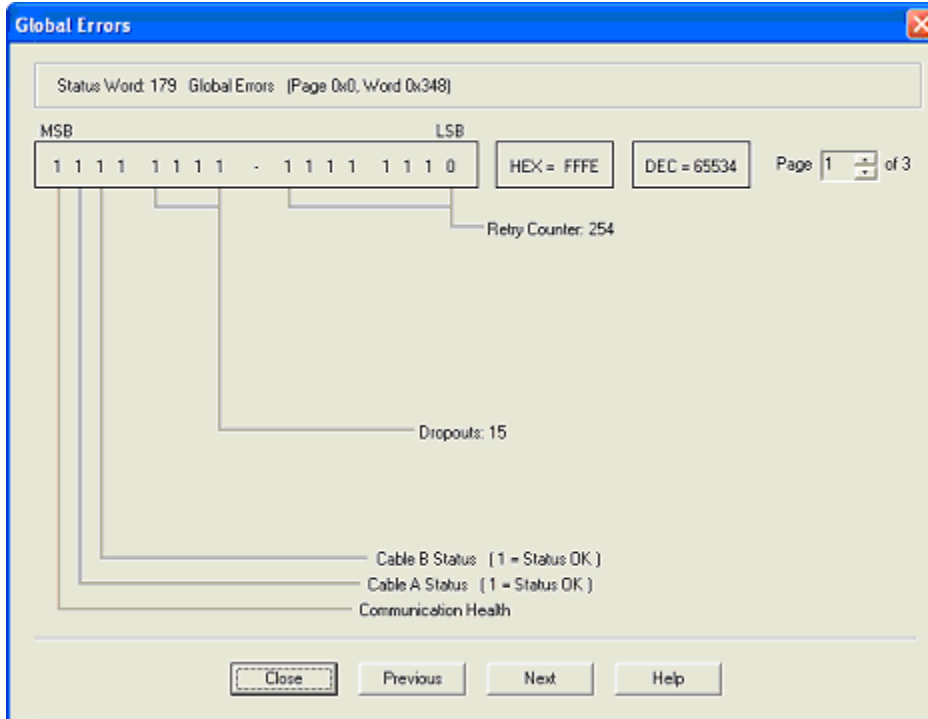 Global Errors
Status Word: 179 Global Errors (Page 0x0, Word 0x348)
MSB LSB
1 1 1 1 1 1 1 1 - 1 1 1 1 1 1 1 0 HEX = FFFE DEC = 65534 Page 1 of 3
Retry Counter: 254
Dropouts: 15
Cable B Status ( 1 = Status OK )
Cable A Status ( 1 = Status OK )
Communication Health
Close Previous Next Help